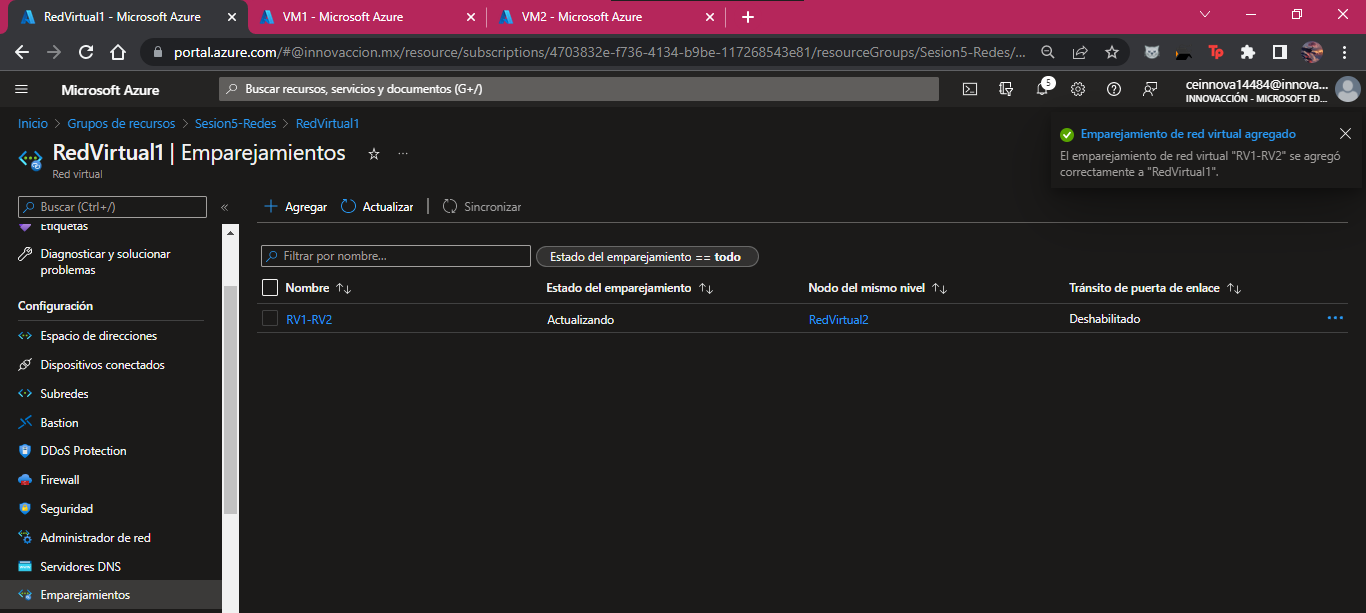 RedVirtual1 - Microsoft Azure
VM1 - Microsoft Azure
VM2 - Microsoft Azure
portal.azure.com/#@innovaccion.mx/resource/subscriptions/4703832e-f736-4134-b9be-117268543e81/resourceGroups/Sesion5-Redes/...
Tp
Microsoft Azure
Buscar recursos, servicios y documentos (G+/)
5
ceinnova14484@innova...
INNOVACCIÓN - MICROSOFT ED...
Inicio > Grupos de recursos > Sesion5-Redes > RedVirtual1
RedVirtual1 | Emparejamientos
Red virtual
Emparejamiento de red virtual agregado
El emparejamiento de red virtual "RV1-RV2" se agregó
correctamente a "RedVirtual1".
Buscar (Ctrl+/)
Etiquetas
Diagnosticar y solucionar
problemas
Configuración
Espacio de direcciones
Dispositivos conectados
Subredes
Bastion
DDoS Protection
Firewall
Seguridad
Administrador de red
Servidores DNS
Emparejamientos
Agregar
Actualizar
Sincronizar
Filtrar por nombre...
Estado del emparejamiento == todo
Nombre
Estado del emparejamiento
Nodo del mismo nivel
Tránsito de puerta de enlace
RV1-RV2
Actualizando
RedVirtual2
Deshabilitado